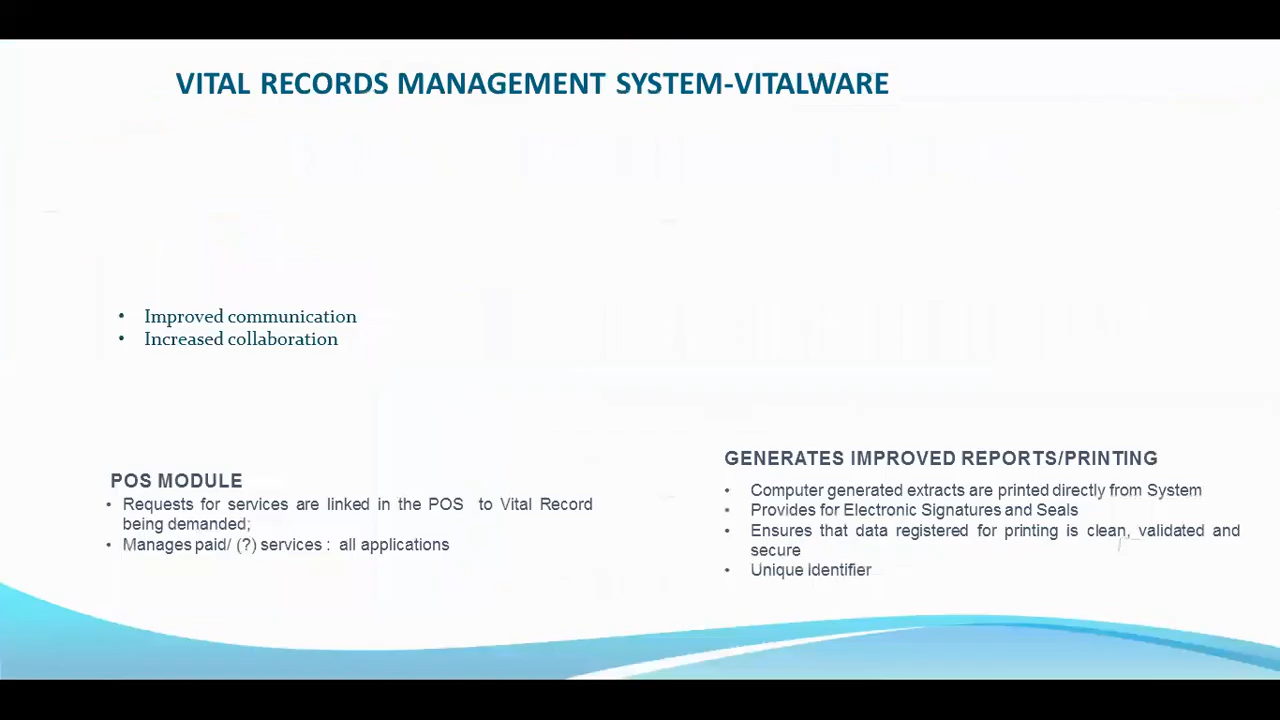 VITAL RECORDS MANAGEMENT SYSTEM-VITALWARE
• Improved communication
• Increased collaboration
POS MODULE
• Requests for services are linked in the POS to Vital Record
being demanded;
• Manages paid/ (?) services : all applications
GENERATES IMPROVED REPORTS/PRINTING
• Computer generated extracts are printed directly from System
• Provides for Electronic Signatures and Seals
• Ensures that data registered for printing is clean, validated and
secure
• Unique Identifier